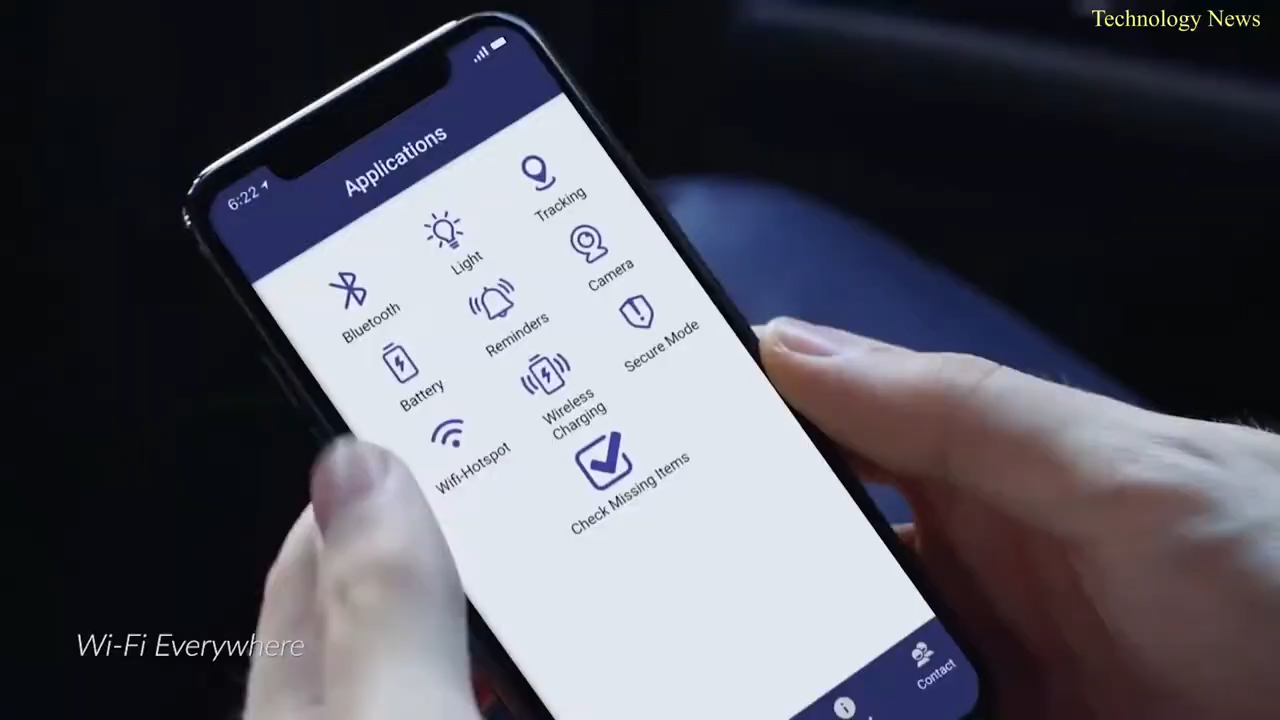 Technology News
6:22
Applications
Bluetooth
Light
Tracking
Battery
Reminders
Camera
Wifi-Hotspot
Wireless
Charging
Secure Mode
Check Missing Items
Contact
Wi-Fi Everywhere